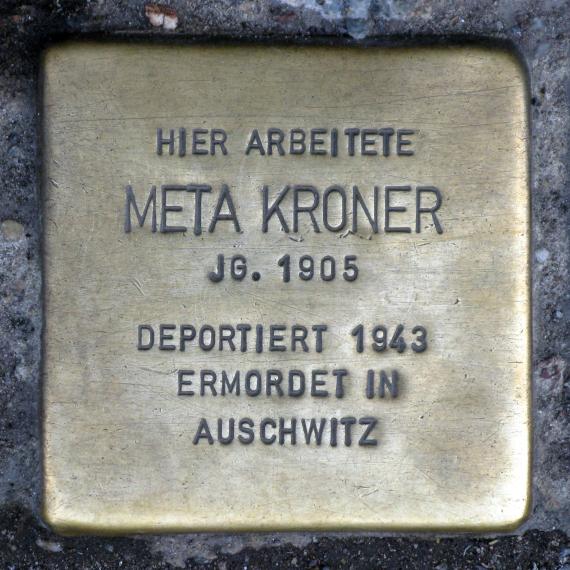 HIER ARBEITETE
META KRONER
JG. 1905
DEPORTIERT 1943
ERMORDET IN
AUSCHWITZ